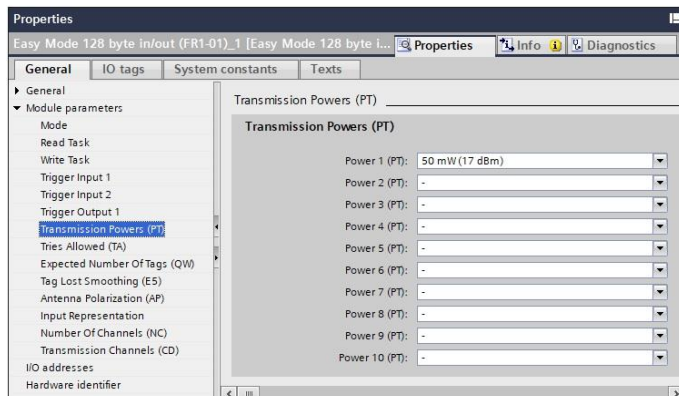 Properties
Easy Mode 128 byte in/out (FR1-01)_1 [Easy Mode 128 byte i...
Properties
Info
Diagnostics
General
IO tags
System constants
Texts
General
Module parameters
Mode
Read Task
Write Task
Trigger Input 1
Trigger Input 2
Trigger Output 1
Transmission Powers (PT)
Tries Allowed (TA)
Expected Number Of Tags (QW)
Tag Lost Smoothing (E5)
Antenna Polarization (AP)
Input Representation
Number Of Channels (NC)
Transmission Channels (CD)
I/O addresses
Hardware identifier
Transmission Powers (PT)
Transmission Powers (PT)
Power 1 (PT): 50 mW (17 dBm)
Power 2 (PT): -
Power 3 (PT): -
Power 4 (PT): -
Power 5 (PT): -
Power 6 (PT): -
Power 7 (PT): -
Power 8 (PT): -
Power 9 (PT): -
Power 10 (PT): -